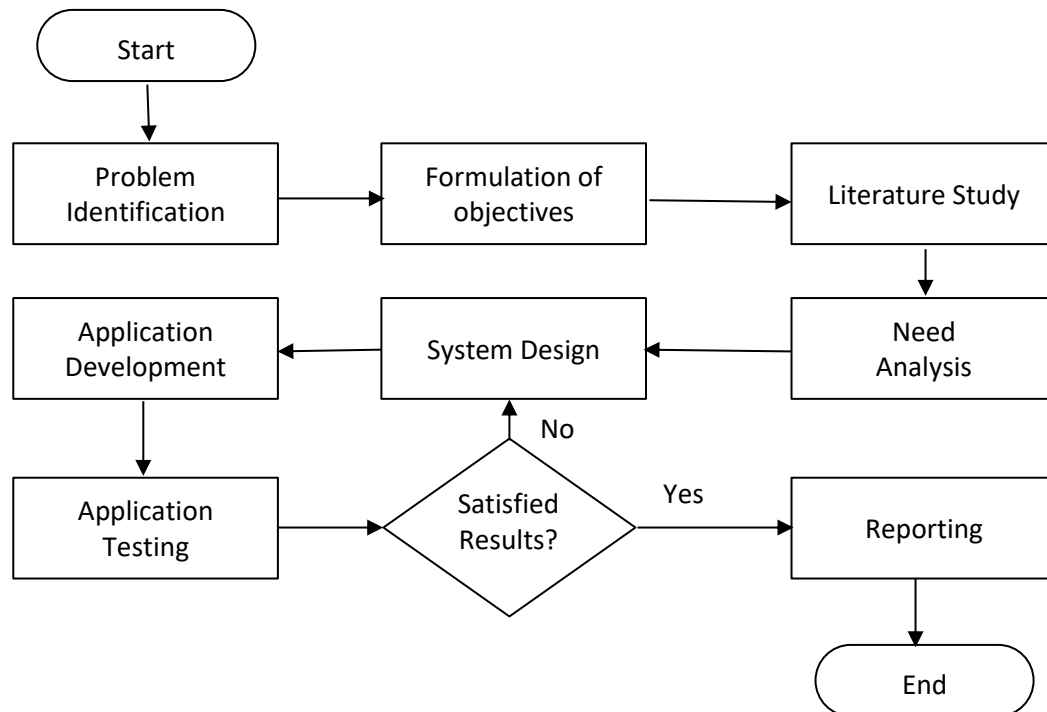 Start
Problem
Identification
Formulation of
objectives
Literature Study
Application
Development
System Design
Need
Analysis
No
Application
Testing
Satisfied
Results?
Yes
Reporting
End